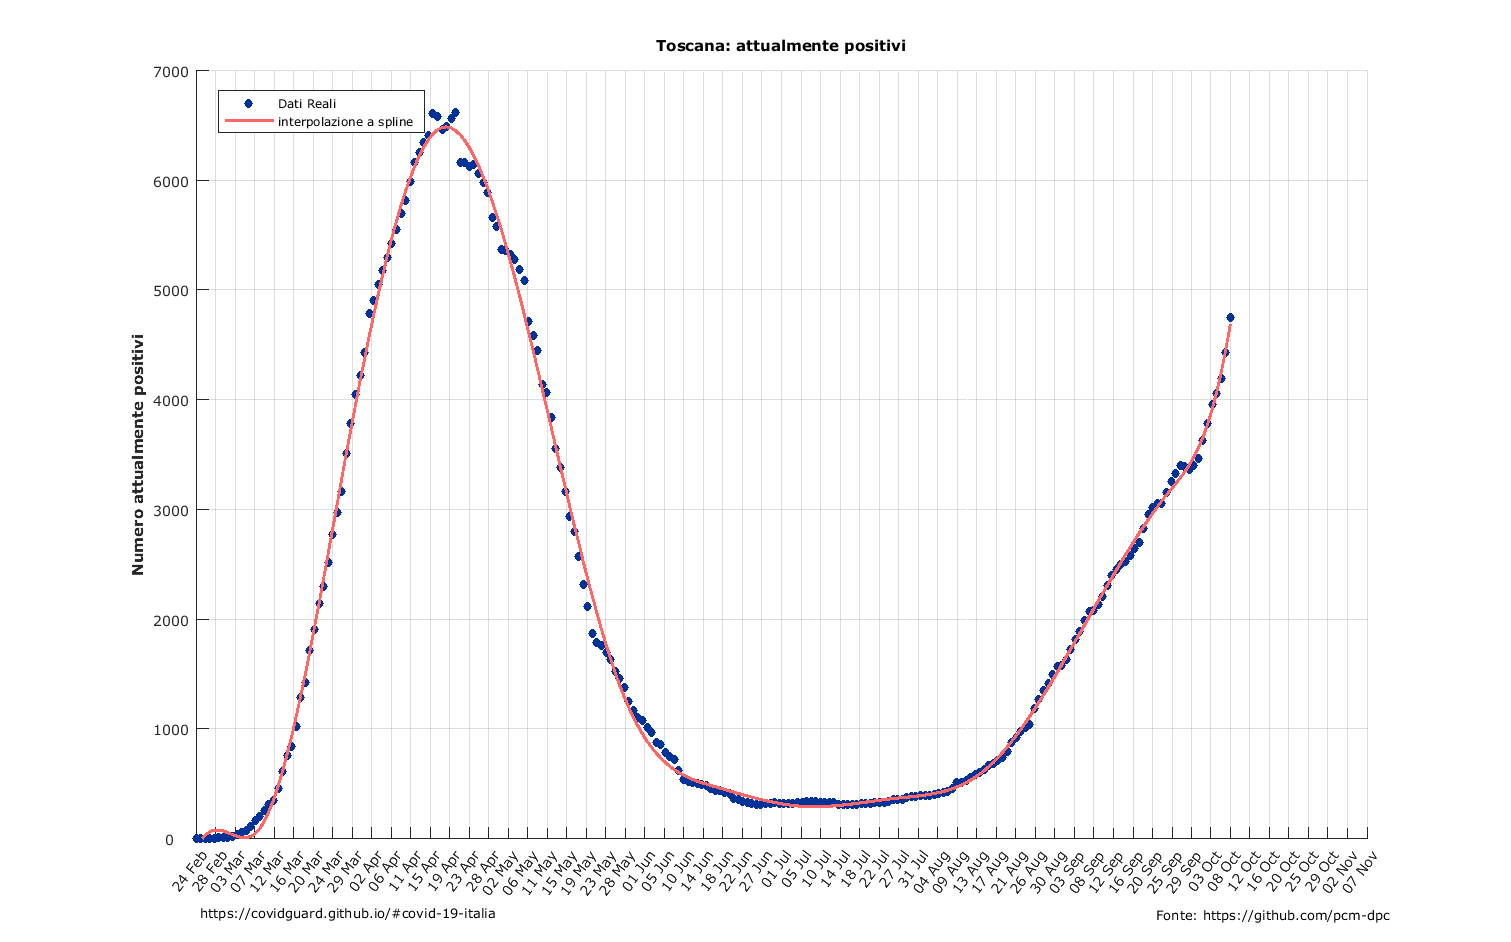 Toscana: attualmente positivi
Dati Reali
interpolazione a spline
Numero attualmente positivi
7000
6000
5000
4000
3000
2000
1000
0
24 Feb
28 Feb
03 Mar
07 Mar
12 Mar
16 Mar
20 Mar
24 Mar
29 Mar
02 Apr
06 Apr
11 Apr
15 Apr
19 Apr
23 Apr
28 Apr
02 May
06 May
11 May
15 May
19 May
23 May
28 May
01 Jun
05 Jun
10 Jun
14 Jun
18 Jun
22 Jun
27 Jun
01 Jul
05 Jul
10 Jul
14 Jul
18 Jul
22 Jul
27 Jul
31 Jul
04 Aug
09 Aug
13 Aug
17 Aug
21 Aug
26 Aug
30 Aug
03 Sep
08 Sep
12 Sep
16 Sep
20 Sep
25 Sep
29 Sep
03 Oct
08 Oct
12 Oct
16 Oct
20 Oct
25 Oct
29 Oct
02 Nov
07 Nov
https://covidguard.github.io/#covid-19-italia
Fonte: https://github.com/pcm-dpc